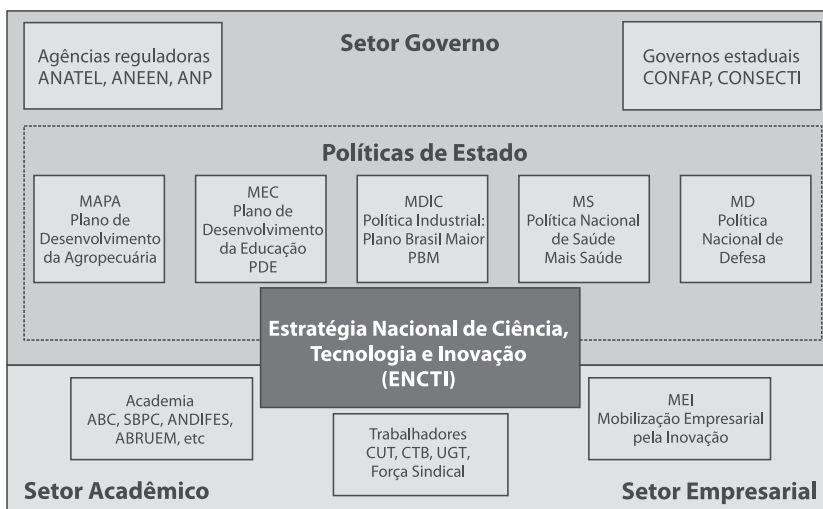 Setor Governo
Agências reguladoras
ANATEL, ANEEN, ANP
Governos estaduais
CONFAP, CONSECTI
Políticas de Estado
MAPA
Plano de
Desenvolvimento
da Agropecuária
MEC
Plano de
Desenvolvimento
da Educação
PDE
MDIC
Política Industrial:
Plano Brasil Maior
PBM
MS
Política Nacional
de Saúde
Mais Saúde
MD
Política
Nacional de
Defesa
Estratégia Nacional de Ciência,
Tecnologia e Inovação
(ENCTI)
Academia
ABC, SBPC, ANDIFES,
ABRUEM, etc
Trabalhadores
CUT, CTB, UGT,
Força Sindical
MEI
Mobilização Empresarial
pela Inovação
Setor Acadêmico
Setor Empresarial